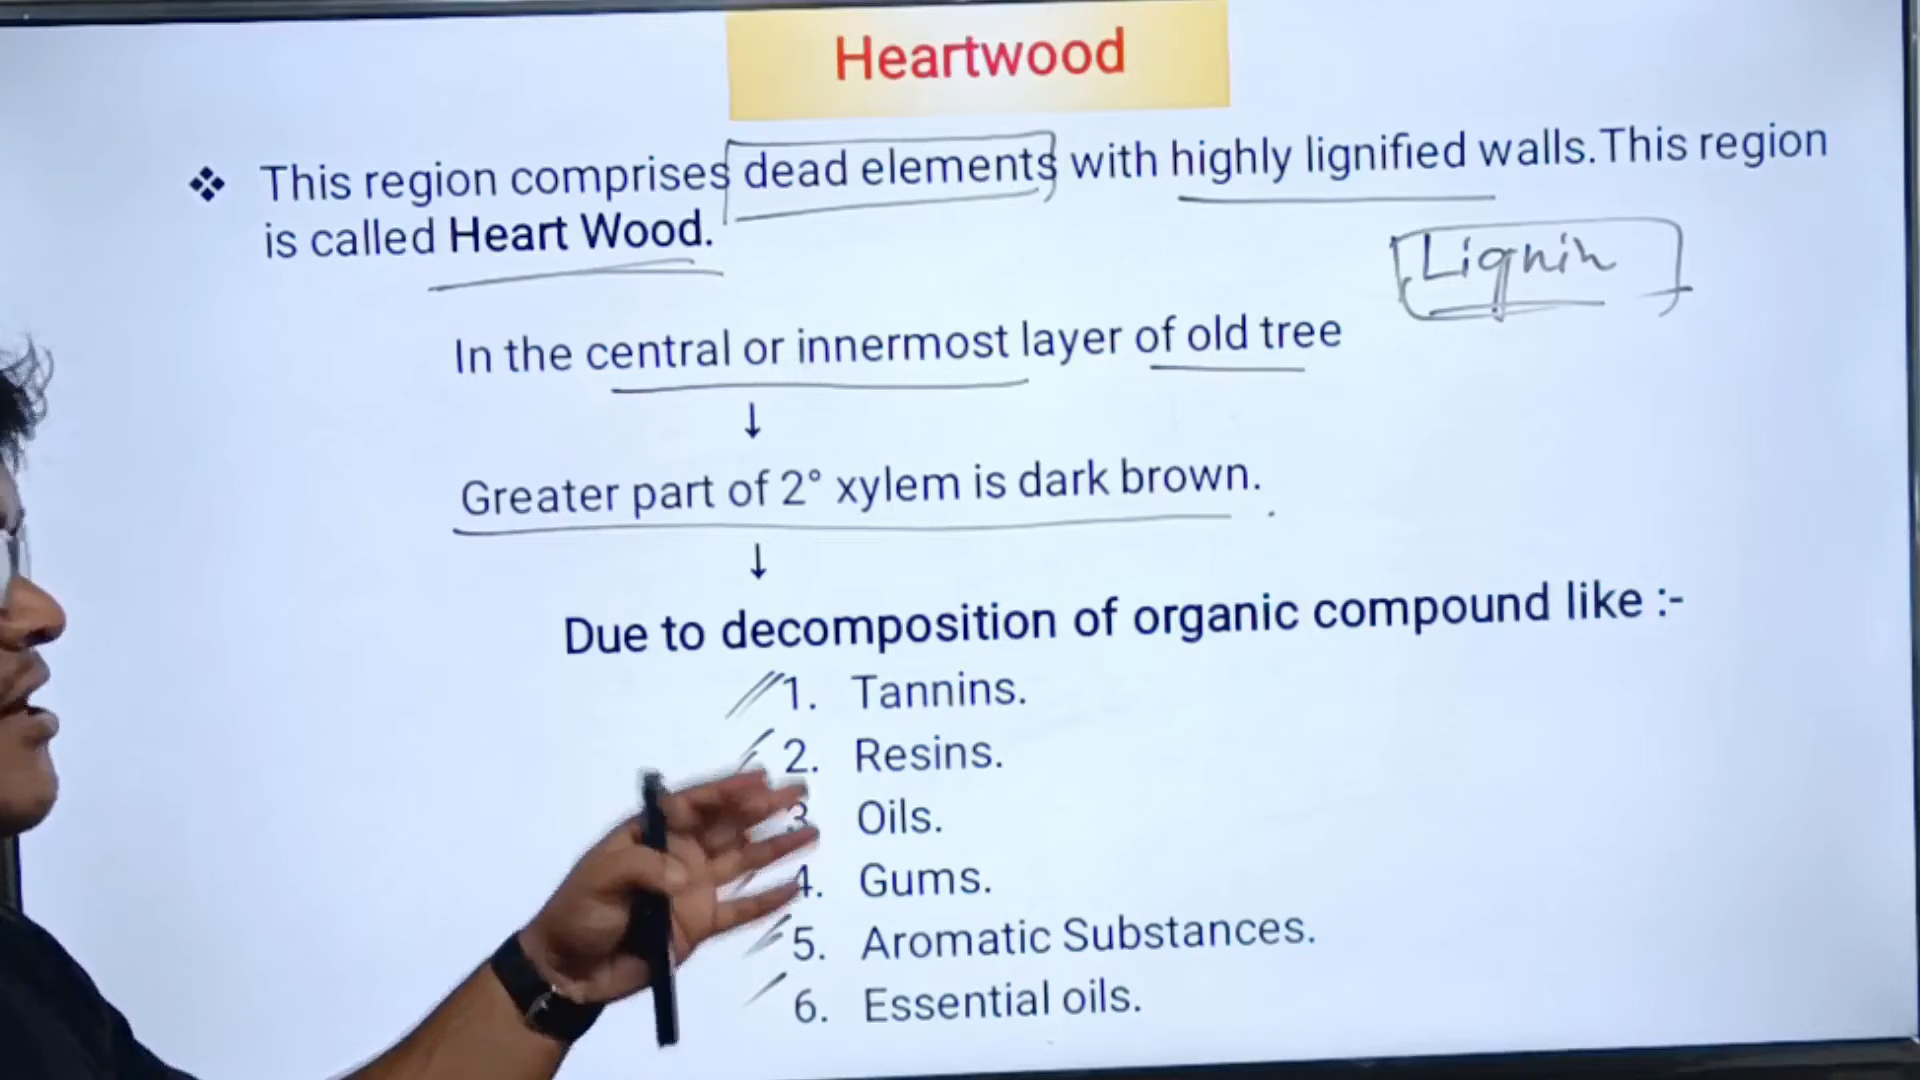 Heartwood
This region comprises dead elements with highly lignified walls.This region
is called Heart Wood.
Lignin
In the central or innermost layer of old tree
↓
Greater part of 2° xylem is dark brown.
↓
Due to decomposition of organic compound like :-
1. Tannins.
2. Resins.
3 Oils.
4. Gums.
5. Aromatic Substances.
6. Essential oils.